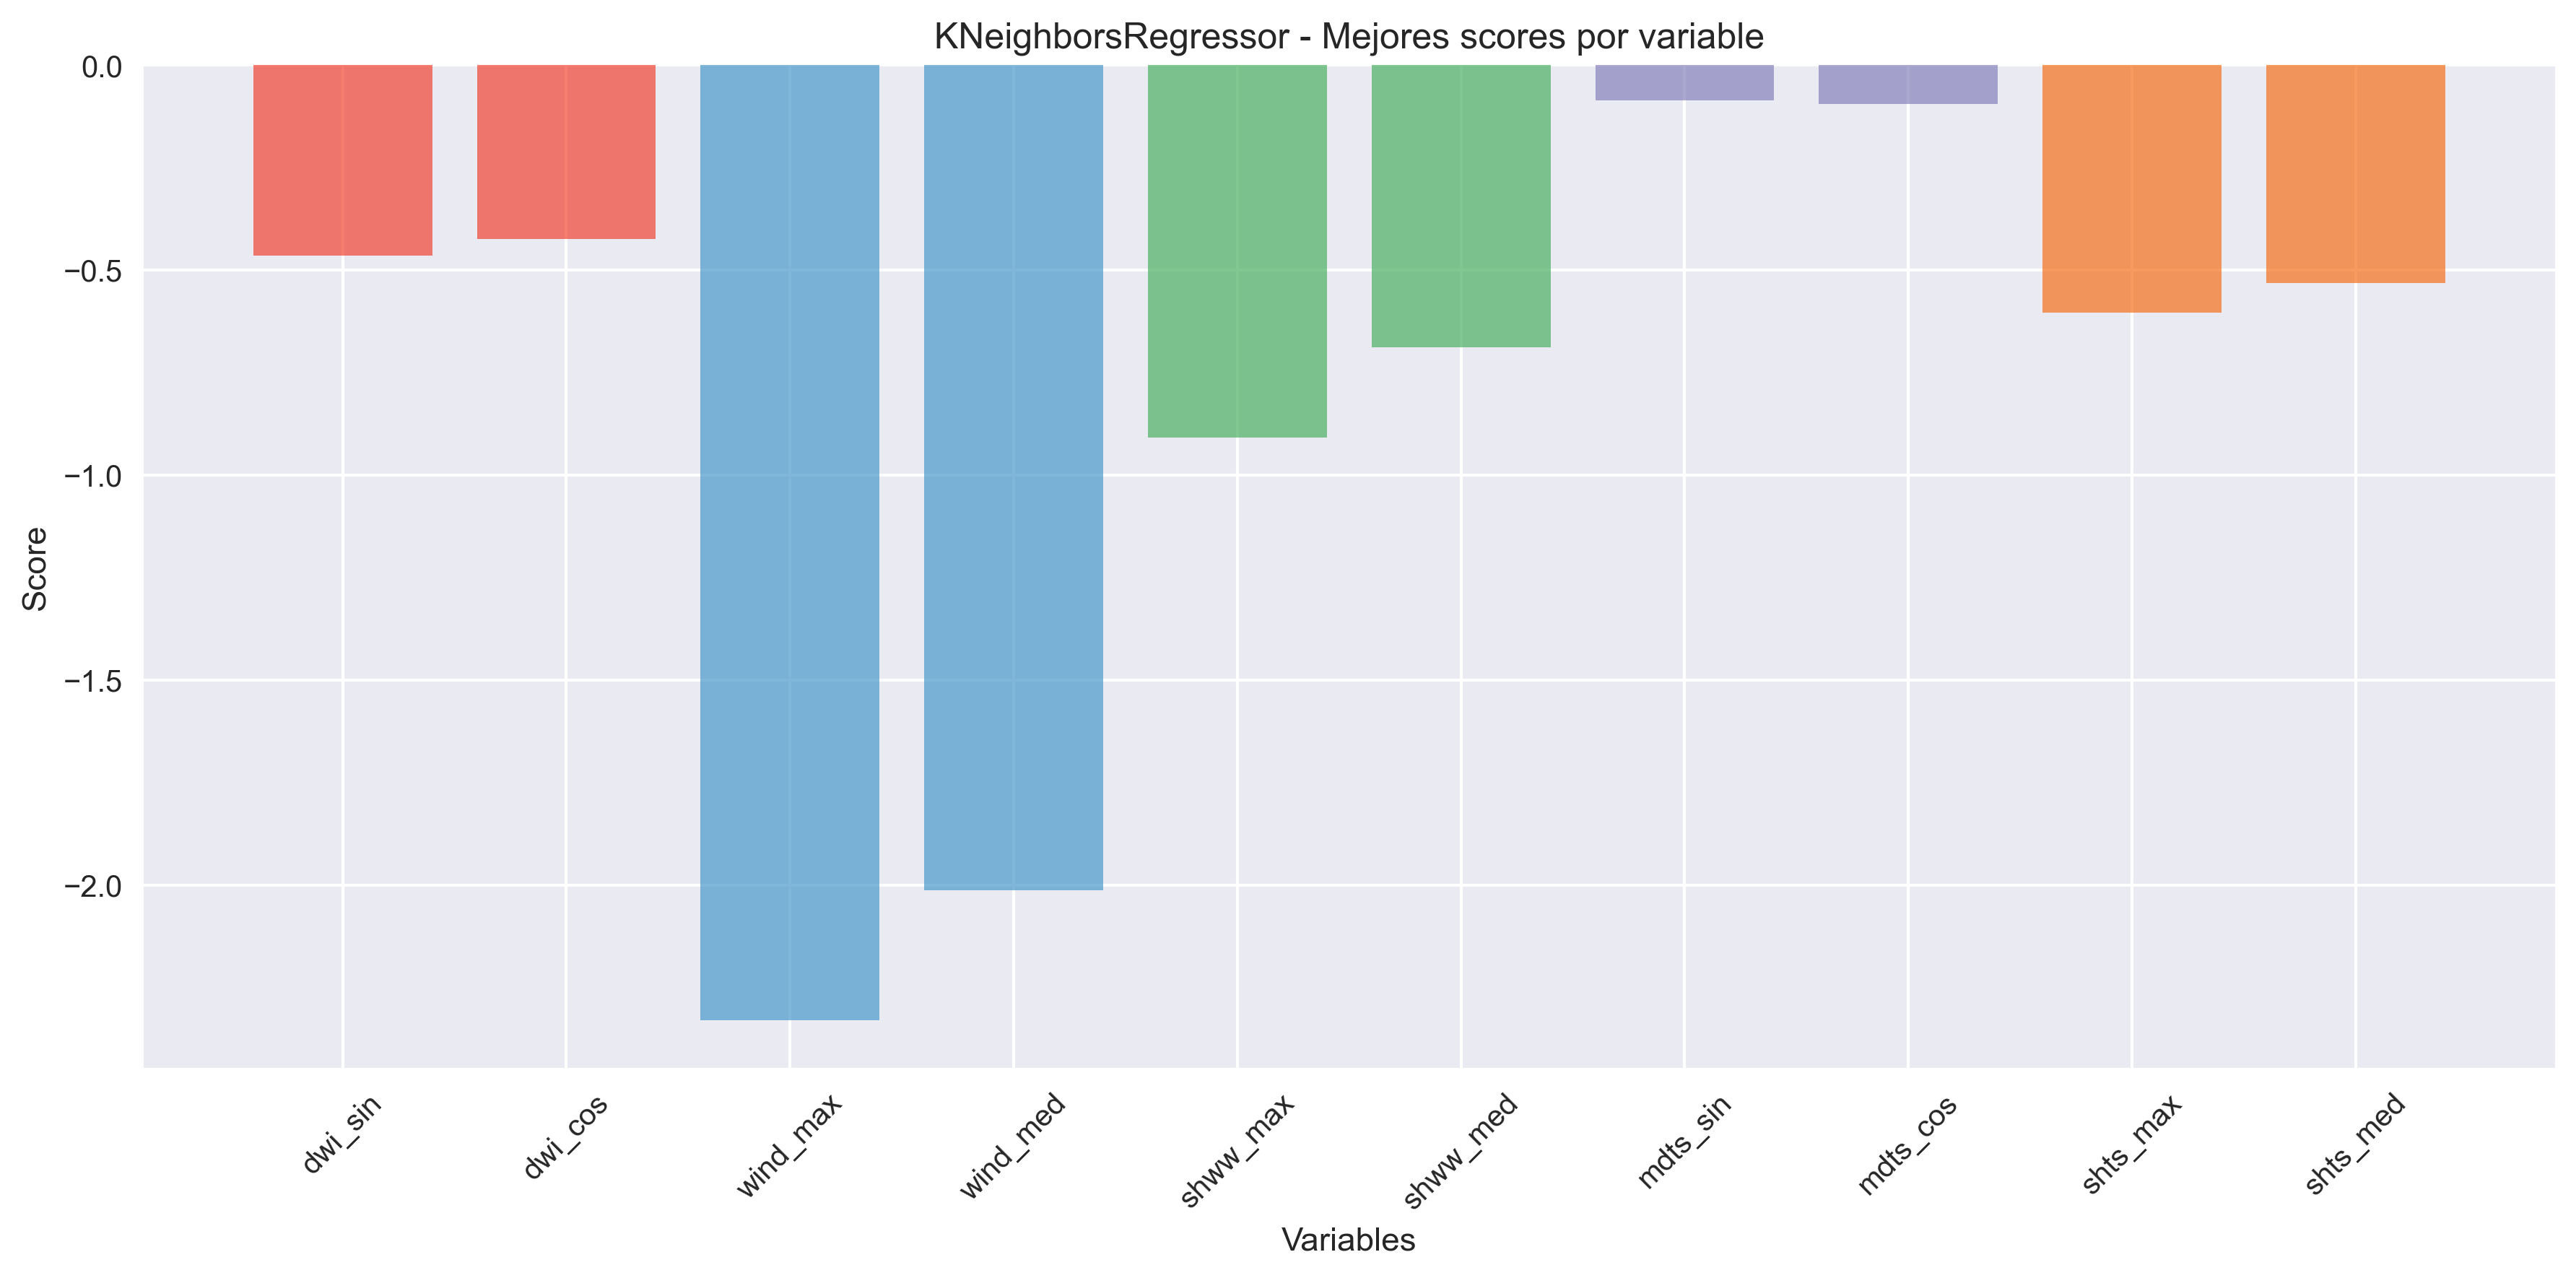 KNeighborsRegressor - Mejores scores por variable
0.0
−0.5
−1.0
−1.5
−2.0
Score
dwi_sin
dwi_cos
wind_max
wind_med
shww_max
shww_med
mdts_sin
mdts_cos
shts_max
shts_med
Variables